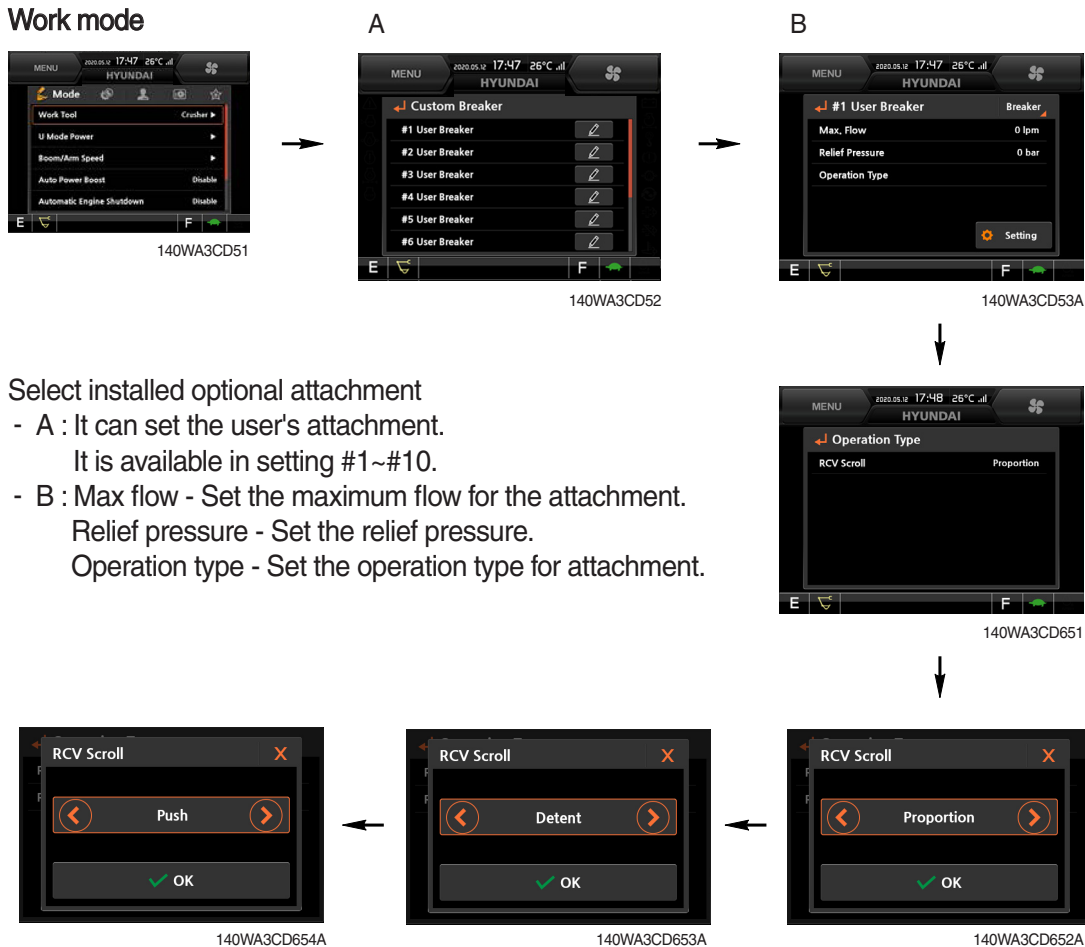 Work mode
A
B
MENU
2020.05.12 17:47 26°C
HYUNDAI
Mode
Work Tool Crusher ▶
U Mode Power ▶
Boom/Arm Speed ▶
Auto Power Boost Disable
Automatic Engine Shutdown Disable
E F
140WA3CD51
MENU
2020.05.12 17:47 26°C
HYUNDAI
Custom Breaker
#1 User Breaker
#2 User Breaker
#3 User Breaker
#4 User Breaker
#5 User Breaker
#6 User Breaker
E F
140WA3CD52
MENU
2020.05.12 17:47 26°C
HYUNDAI
#1 User Breaker Breaker
Max. Flow 0 lpm
Relief Pressure 0 bar
Operation Type
Setting
E F
140WA3CD53A
Select installed optional attachment
- A : It can set the user's attachment.
It is available in setting #1~#10.
- B : Max flow - Set the maximum flow for the attachment.
Relief pressure - Set the relief pressure.
Operation type - Set the operation type for attachment.
MENU
2020.05.12 17:48 26°C
HYUNDAI
Operation Type
RCV Scroll Proportion
E F
140WA3CD651
RCV Scroll X
Push
OK
140WA3CD654A
RCV Scroll X
Detent
OK
140WA3CD653A
RCV Scroll X
Proportion
OK
140WA3CD652A